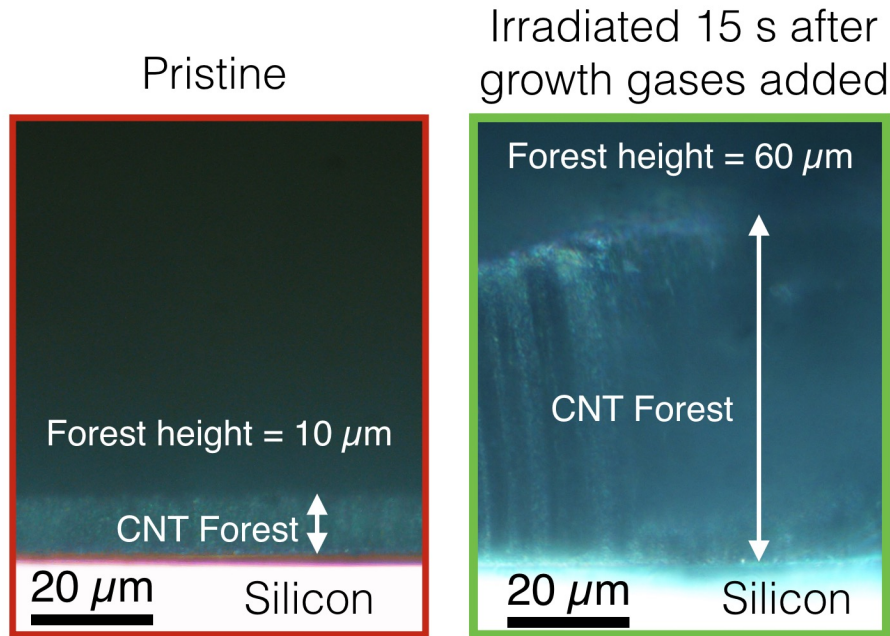 Pristine
Irradiated 15 s after
growth gases added
Forest height = 10 µm
CNT Forest
20 µm
Silicon
Forest height = 60 µm
CNT Forest
20 µm
Silicon